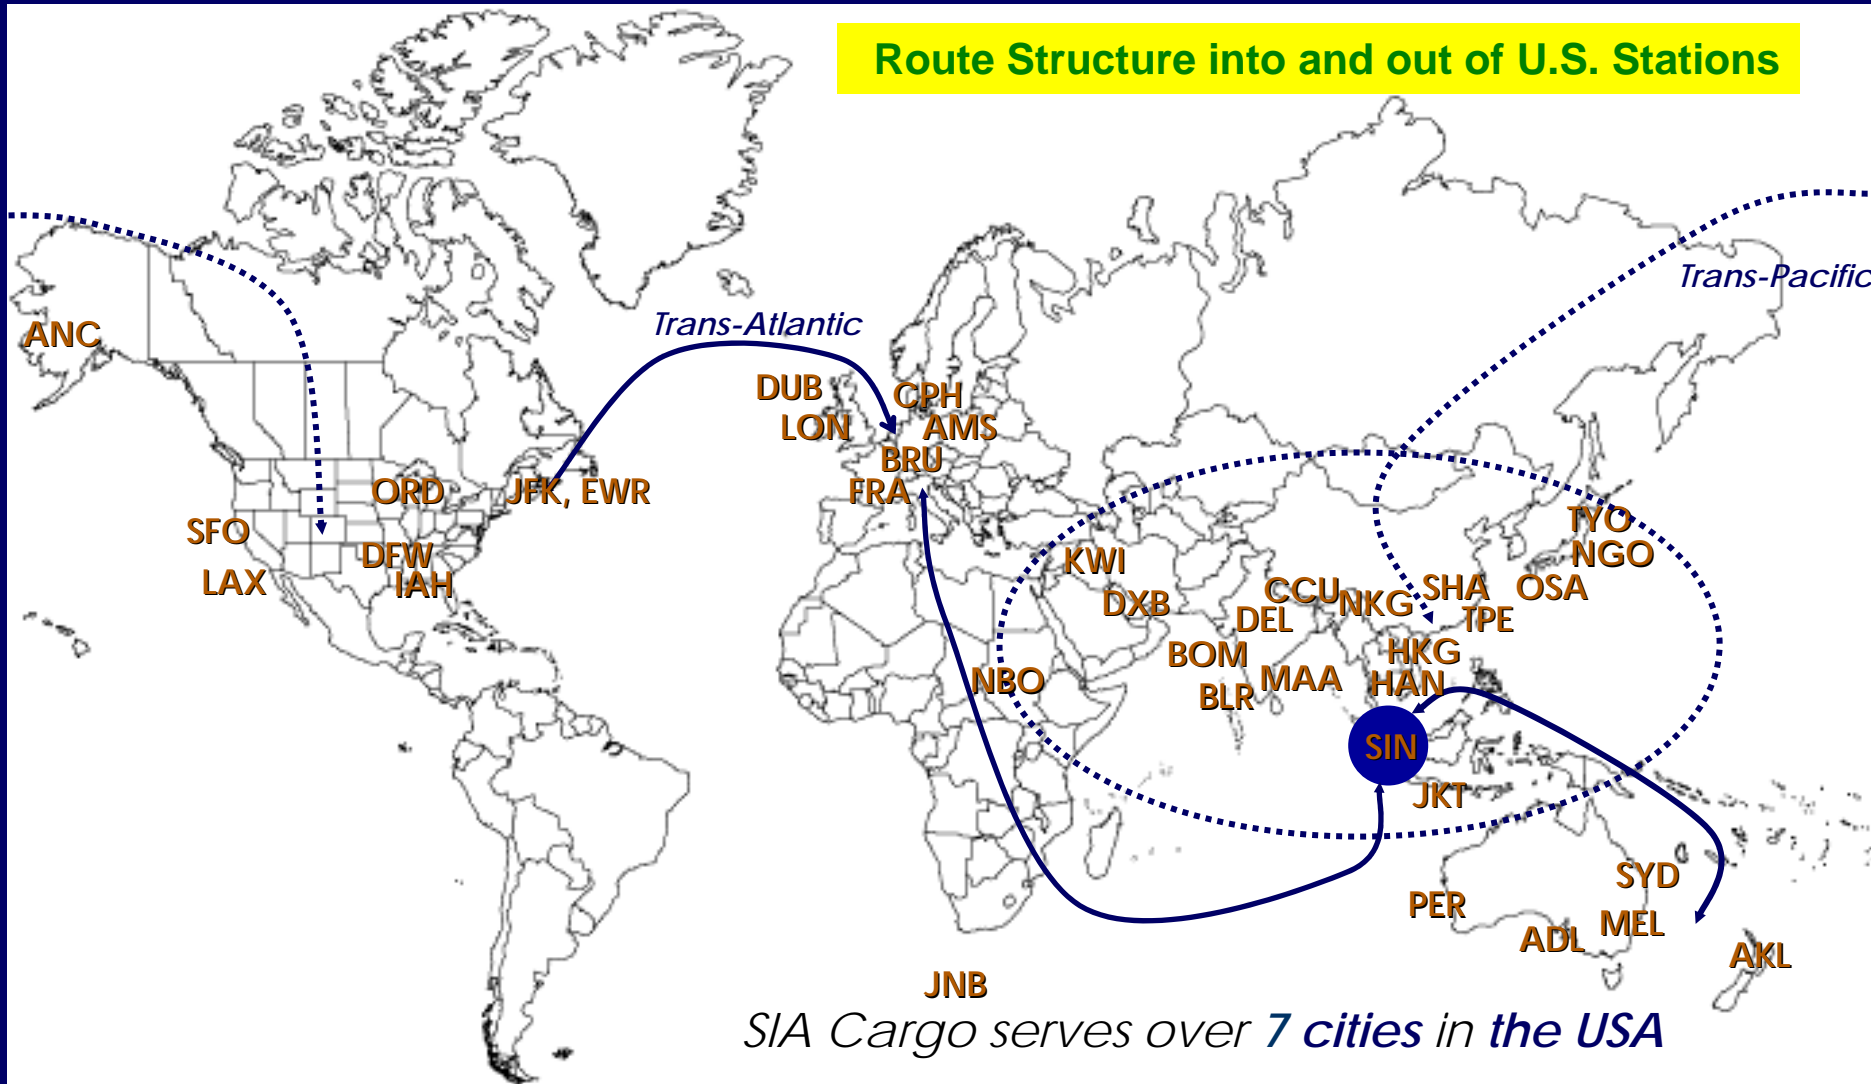 Route Structure into and out of U.S. Stations
Trans-Pacific
Trans-Atlantic
ANC
DUB
CPH
LON
AMS
BRU
ORD
JFK, EWR
FRA
SFO
DFW
LAX
IAH
TYO
NGO
KWI
DXB
CCU
NKG
SHA
OSA
DEL
TPE
BOM
HKG
NBO
BLR
MAA
HAN
SIN
JKT
SYD
PER
MEL
ADL
AKL
JNB
SIA Cargo serves over 7 cities in the USA